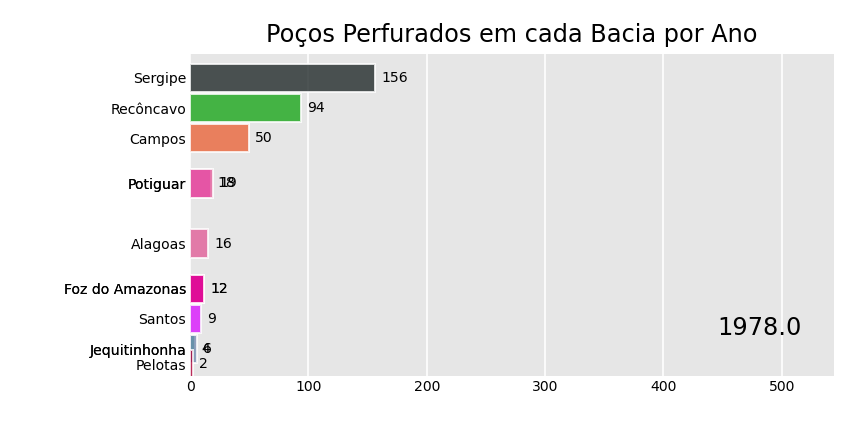 Poços Perfurados em cada Bacia por Ano
Sergipe 156
Recôncavo 94
Campos 50
Potiguar
Alagoas 16
Foz do Amazonas 12
Santos 9
Jequitinhonha
Pelotas 2
1978.0
0 100 200 300 400 500